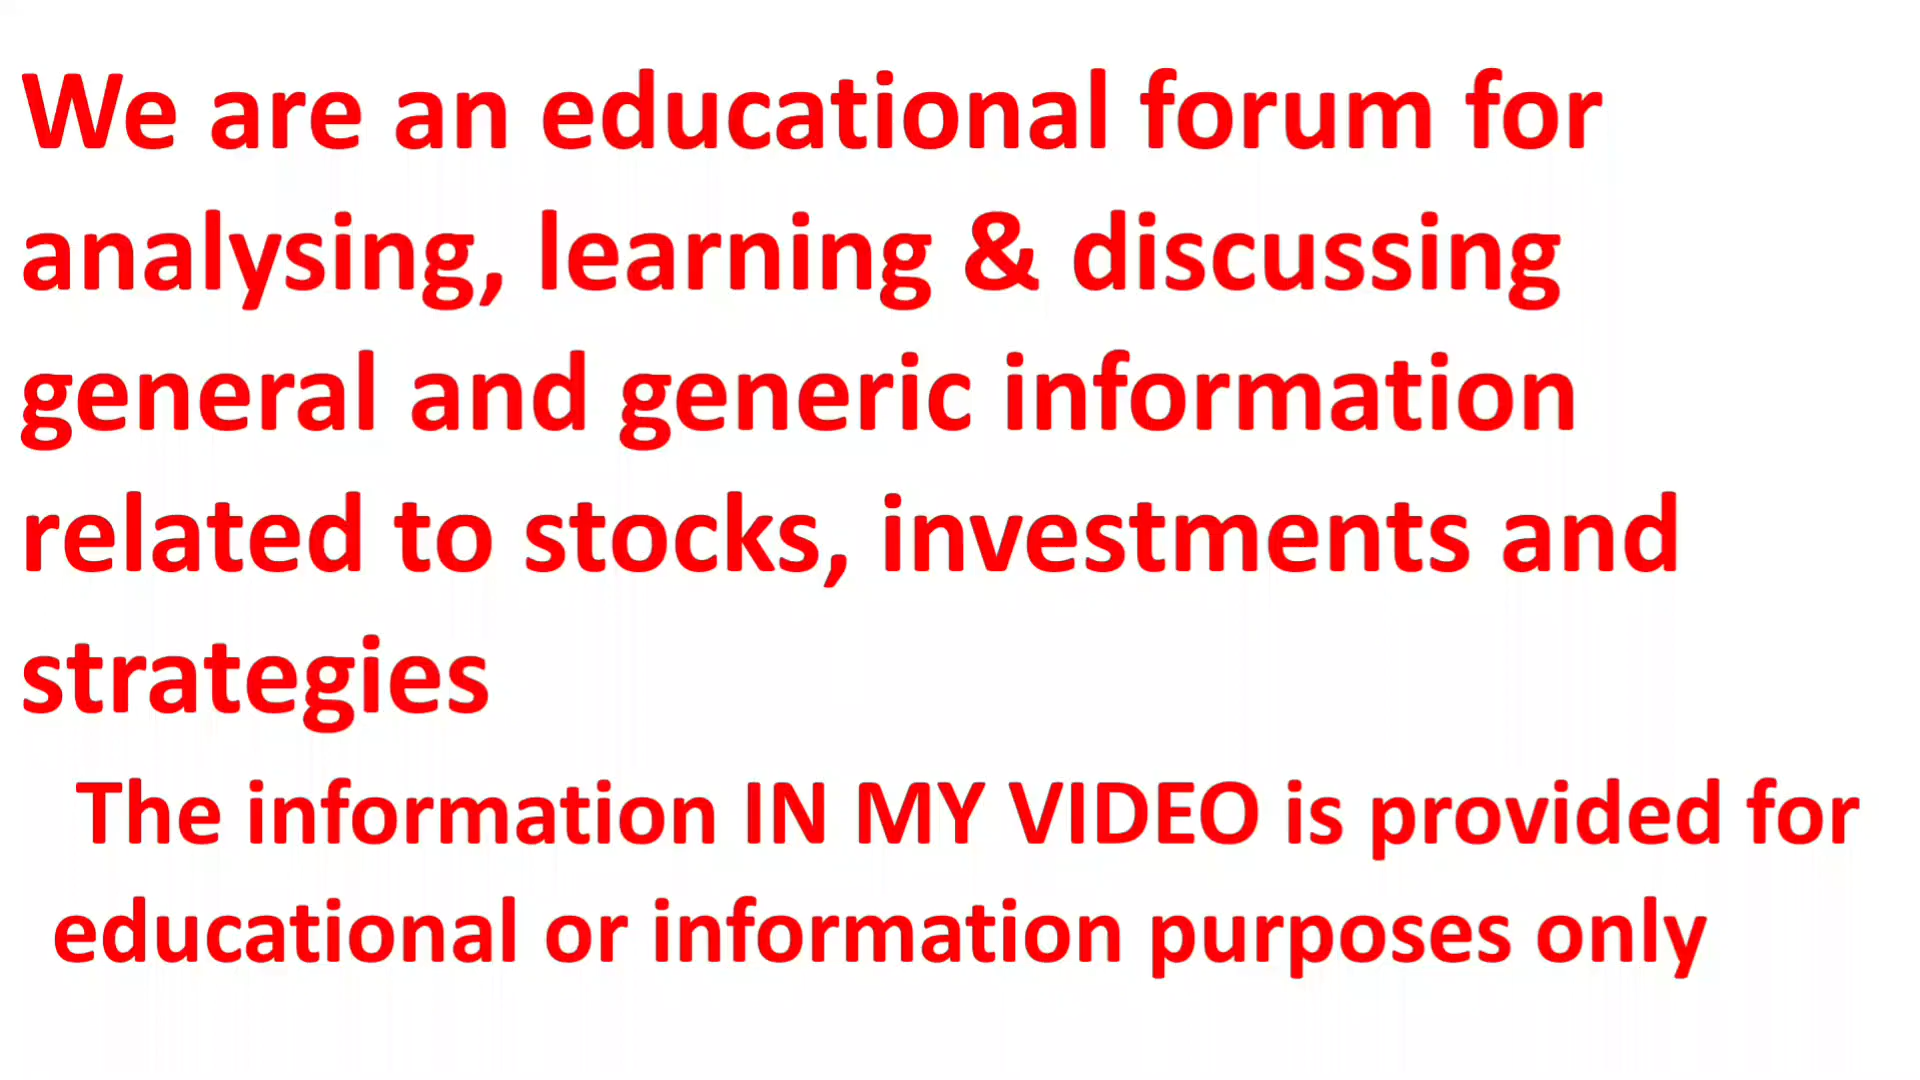 We are an educational forum for
analysing, learning & discussing
general and generic information
related to stocks, investments and
strategies
The information IN MY VIDEO is provided for
educational or information purposes only